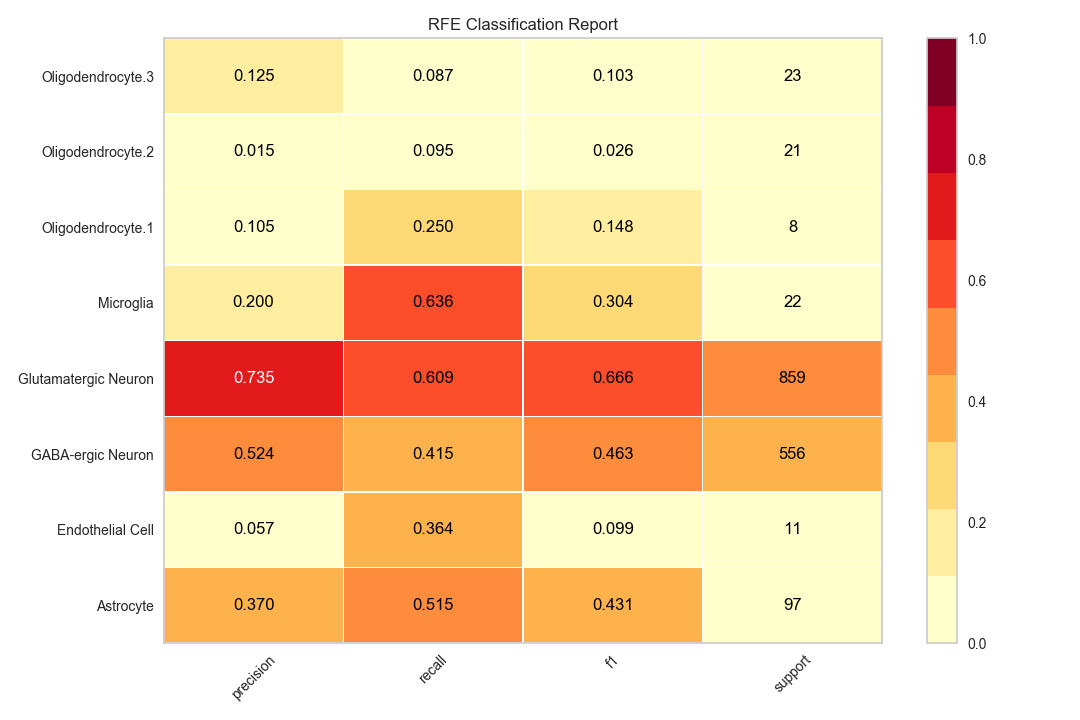 RFE Classification Report
Oligodendrocyte.3 0.125 0.087 0.103 23
Oligodendrocyte.2 0.015 0.095 0.026 21
Oligodendrocyte.1 0.105 0.250 0.148 8
Microglia 0.200 0.636 0.304 22
Glutamatergic Neuron 0.735 0.609 0.666 859
GABA-ergic Neuron 0.524 0.415 0.463 556
Endothelial Cell 0.057 0.364 0.099 11
Astrocyte 0.370 0.515 0.431 97
precision recall f1 support
1.0
0.8
0.6
0.4
0.2
0.0